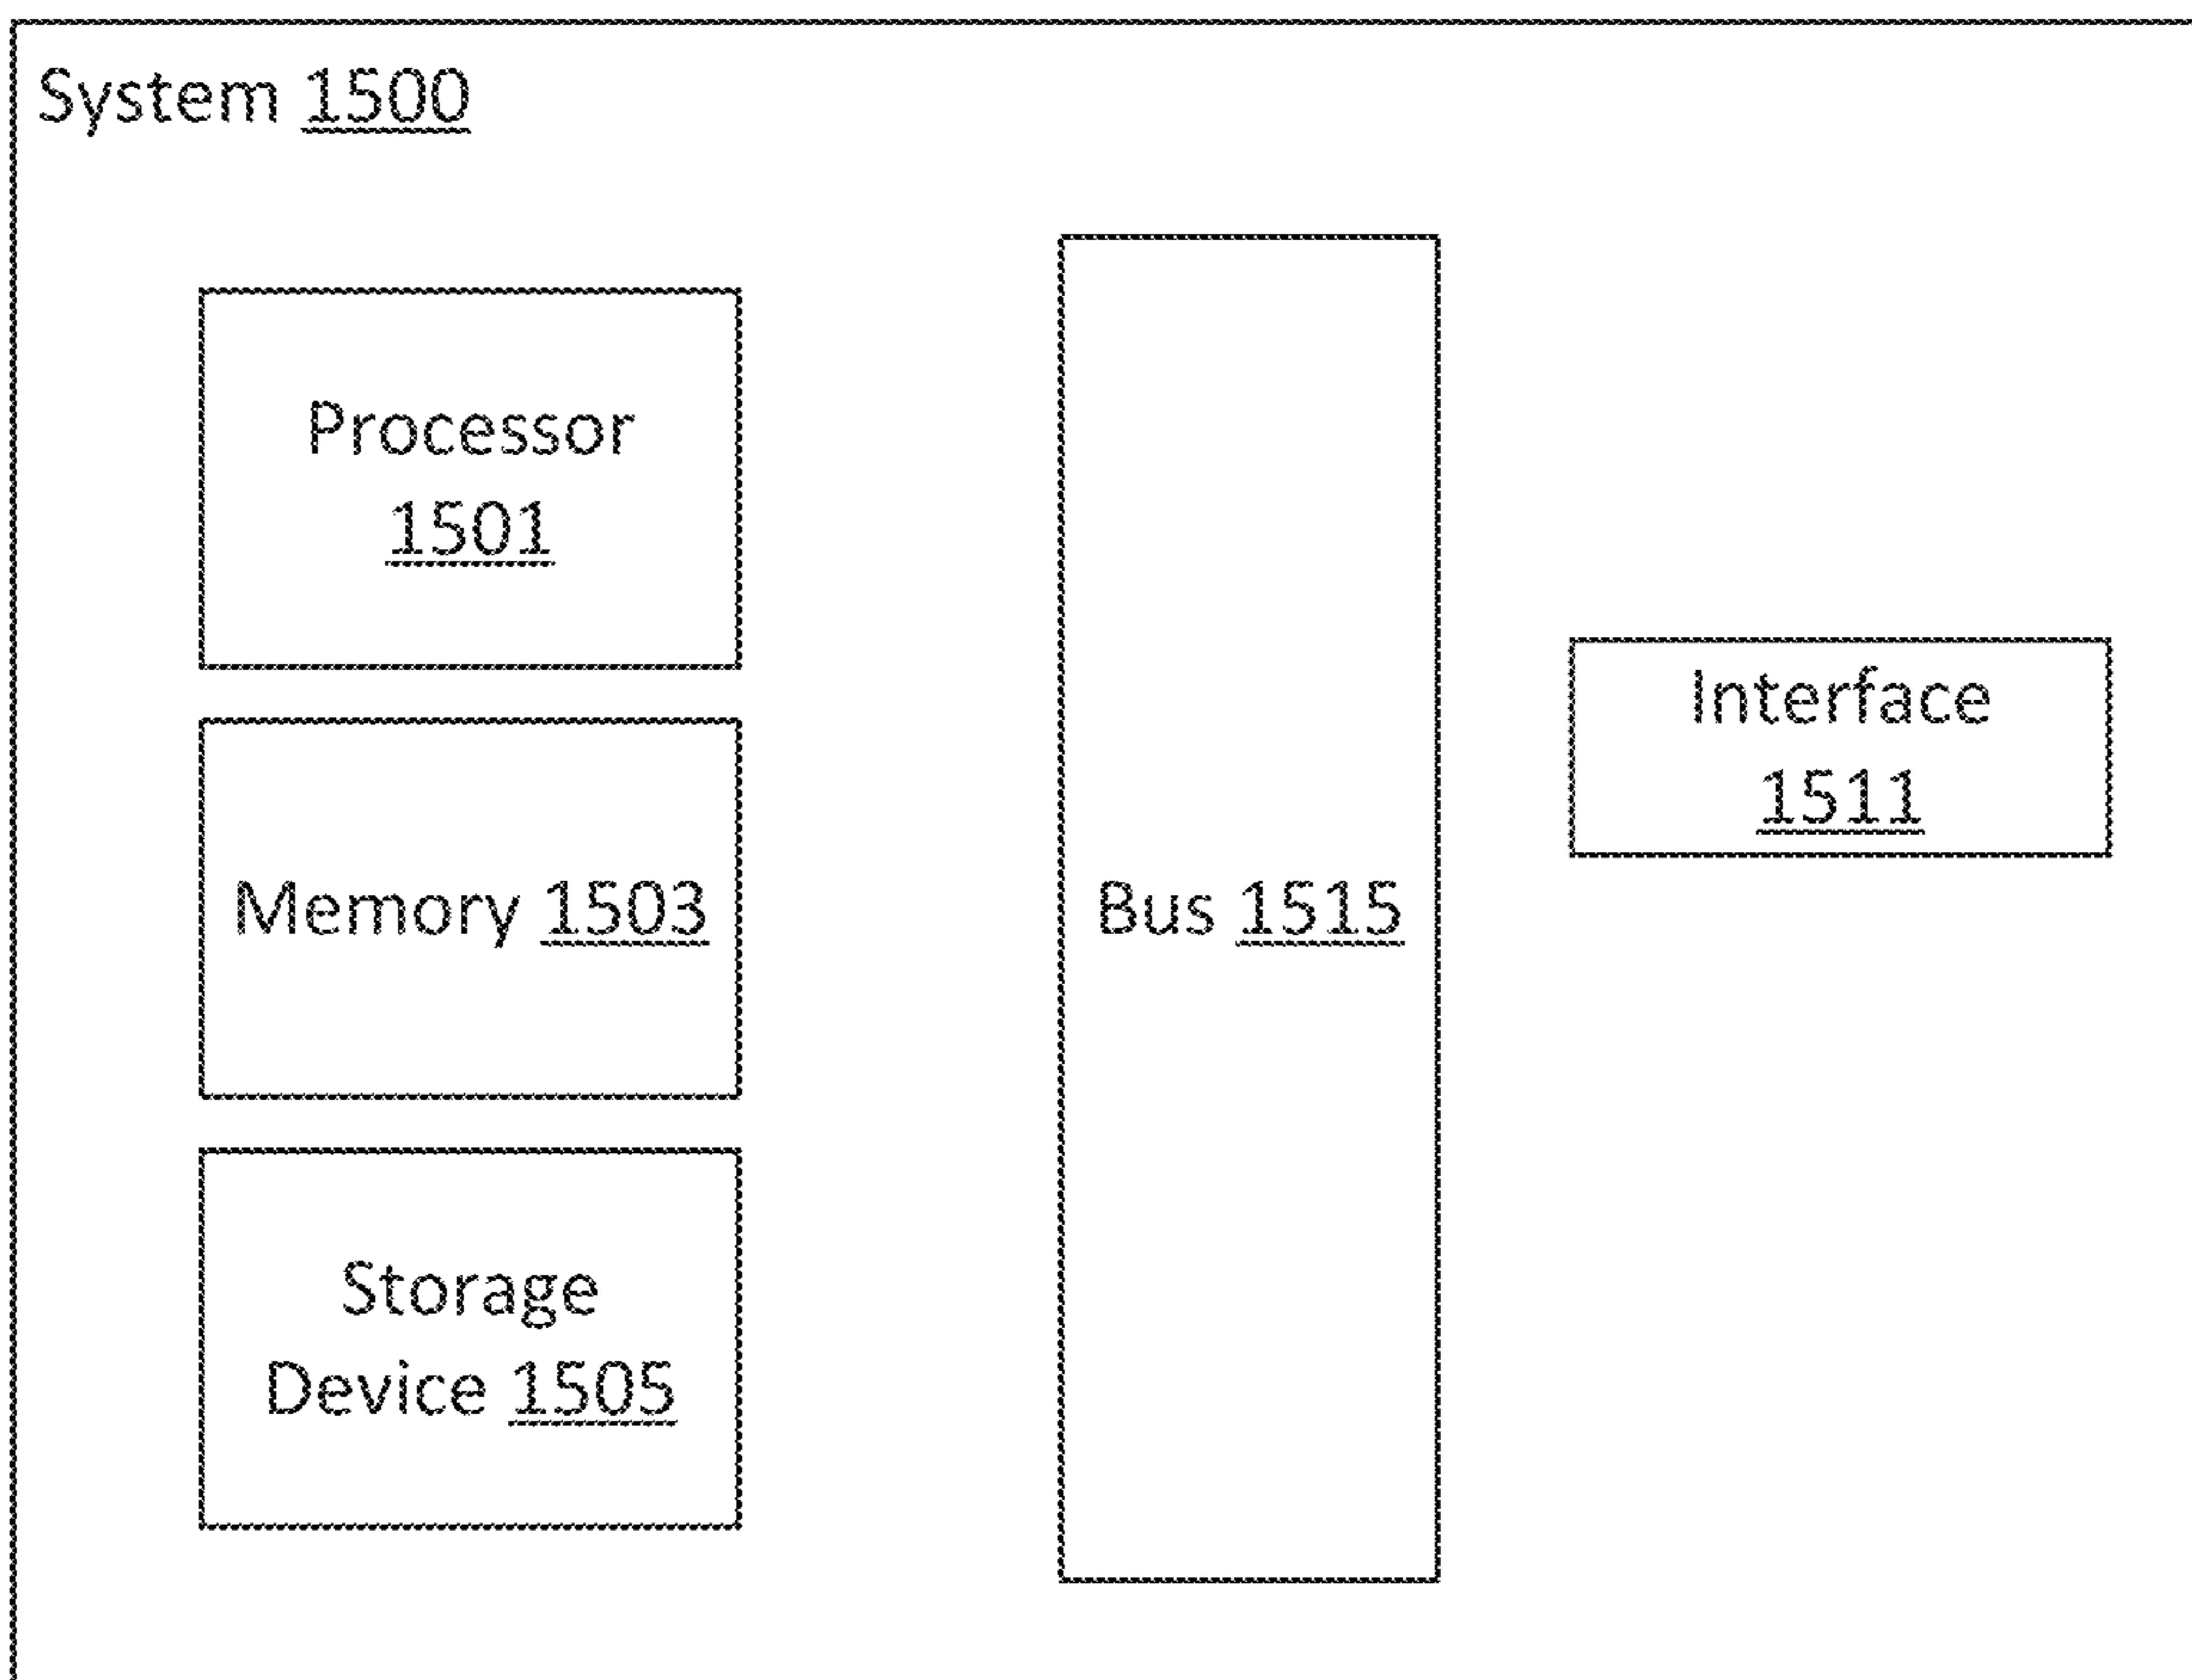 System 1500
Processor
1501
Memory 1503
Storage
Device 1505
Bus 1515
Interface
1511